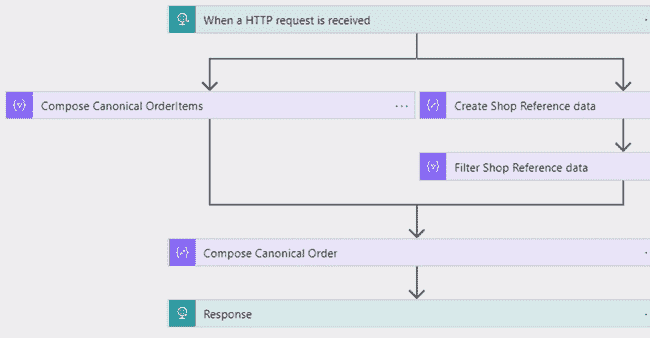 When a HTTP request is received
Compose Canonical OrderItems
Create Shop Reference data
Filter Shop Reference data
Compose Canonical Order
Response